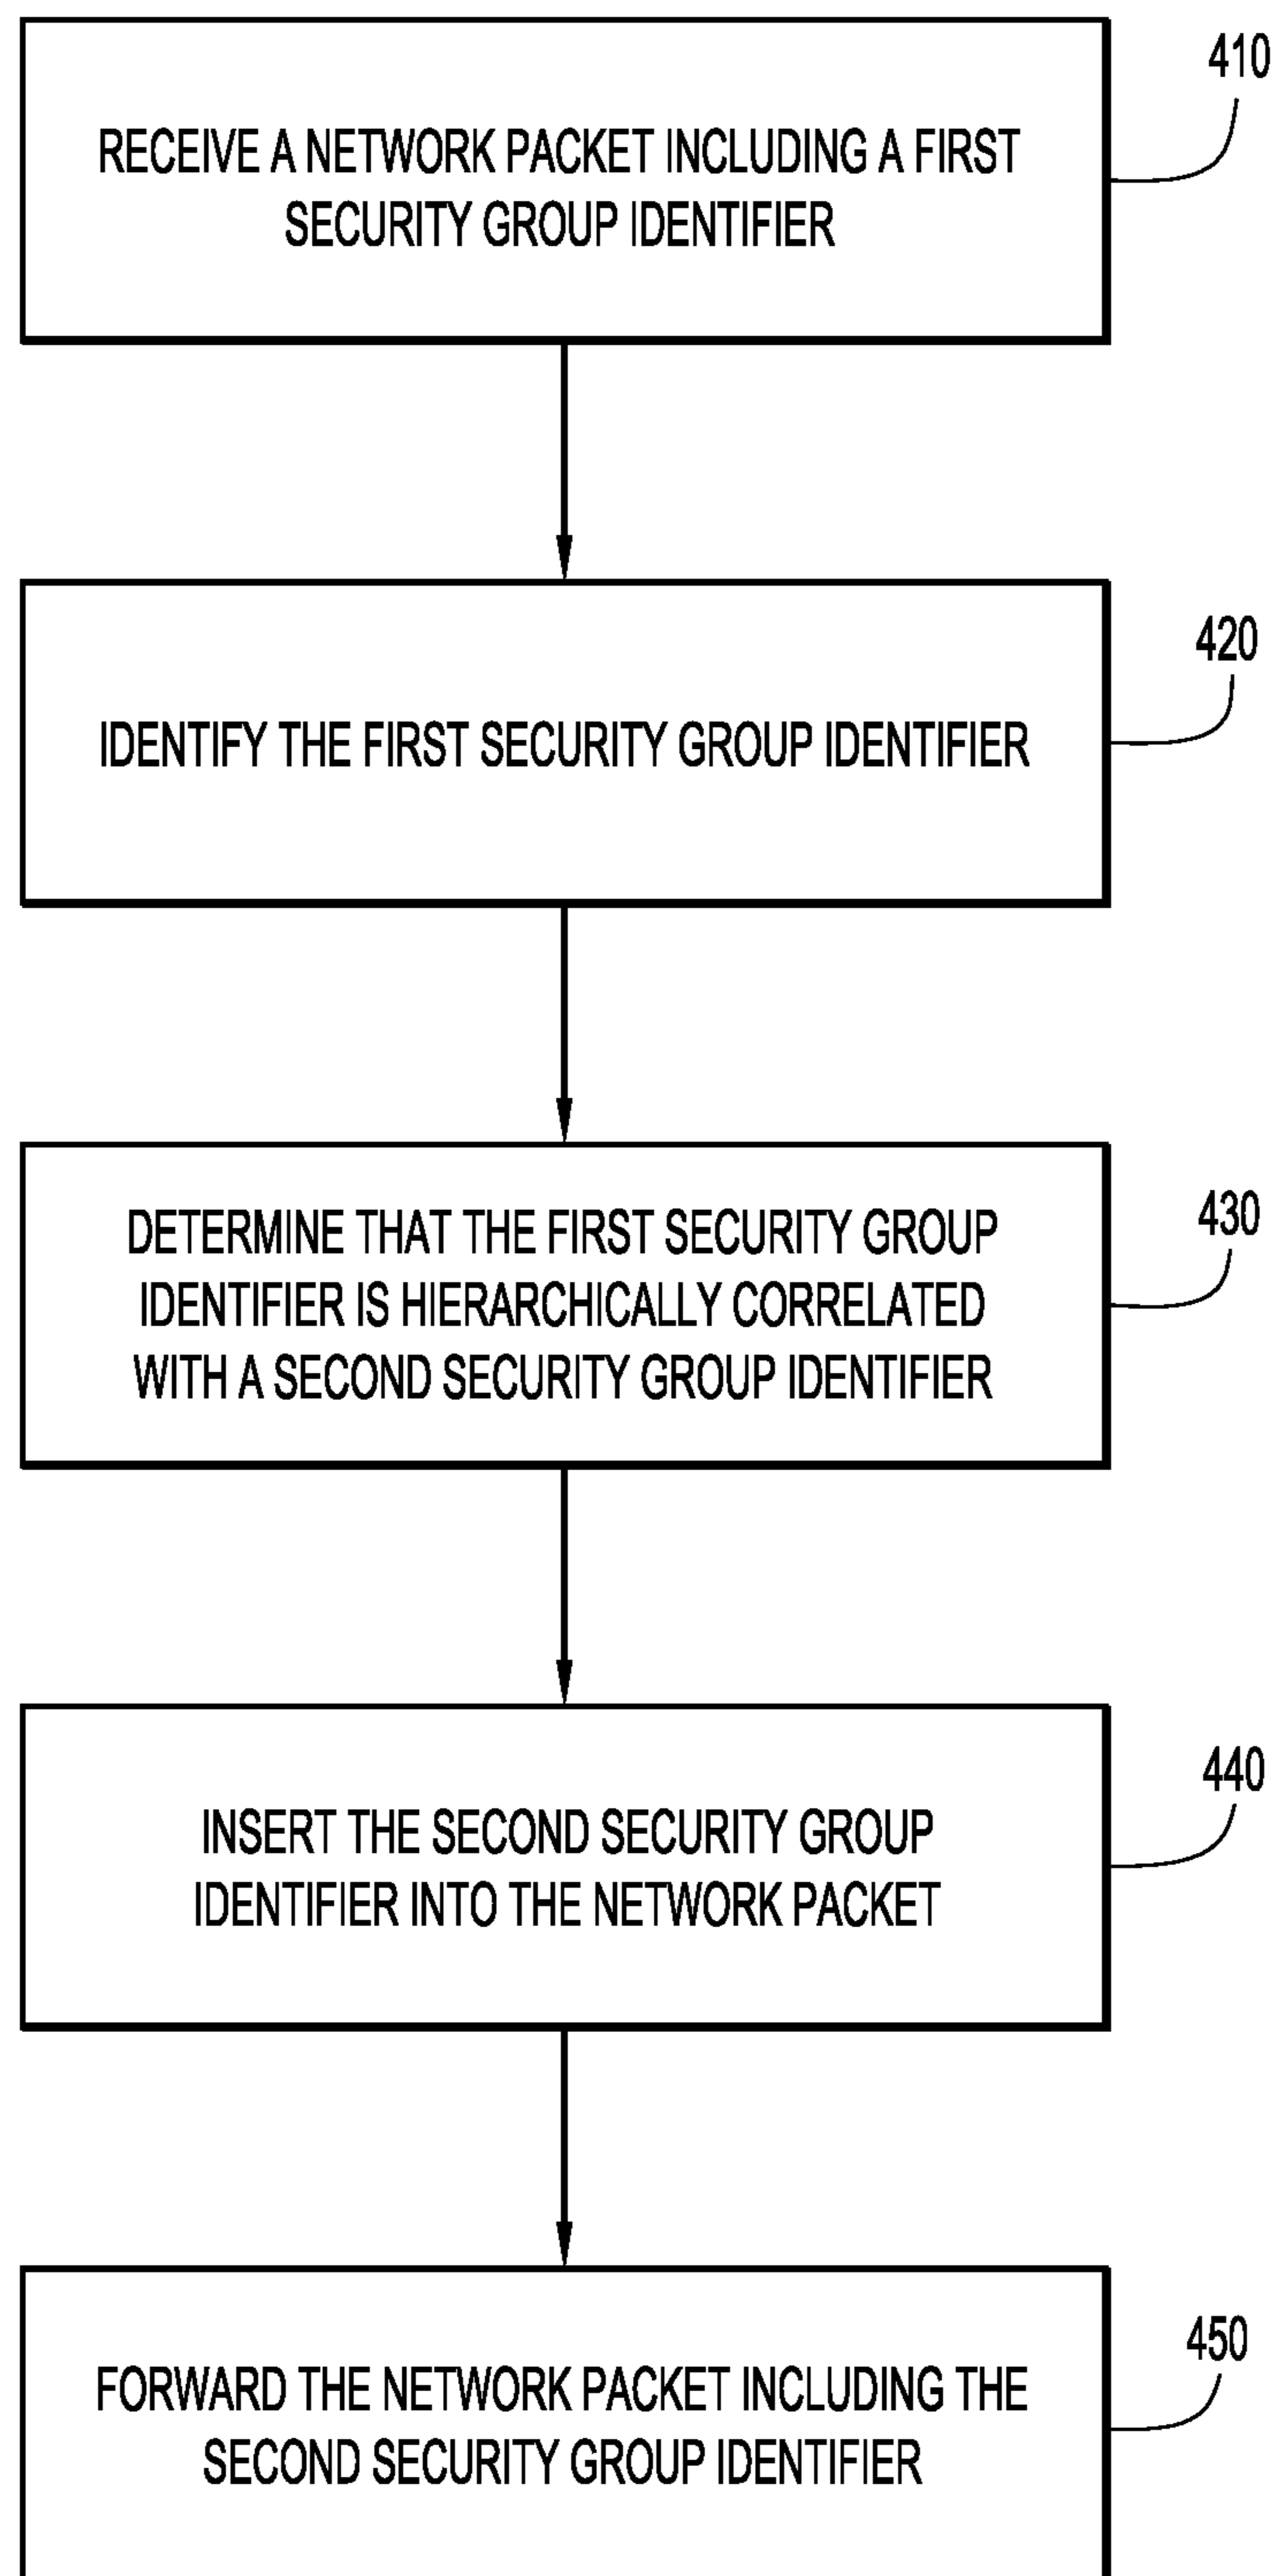 410
RECEIVE A NETWORK PACKET INCLUDING A FIRST
SECURITY GROUP IDENTIFIER
420
IDENTIFY THE FIRST SECURITY GROUP IDENTIFIER
430
DETERMINE THAT THE FIRST SECURITY GROUP
IDENTIFIER IS HIERARCHICALLY CORRELATED
WITH A SECOND SECURITY GROUP IDENTIFIER
440
INSERT THE SECOND SECURITY GROUP
IDENTIFIER INTO THE NETWORK PACKET
450
FORWARD THE NETWORK PACKET INCLUDING THE
SECOND SECURITY GROUP IDENTIFIER